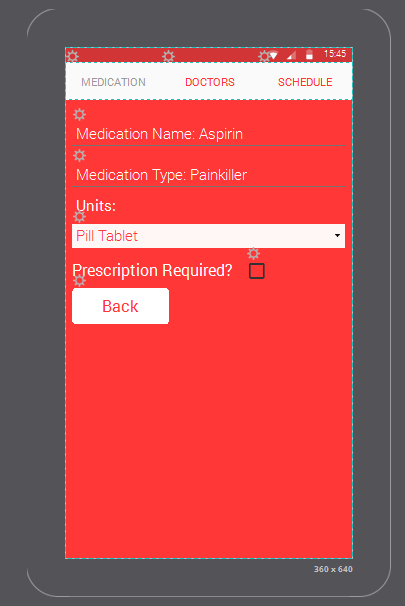 15:45
MEDICATION DOCTORS SCHEDULE
Medication Name: Aspirin
Medication Type: Painkiller
Units:
Pill Tablet
Prescription Required?
Back
360 x 640